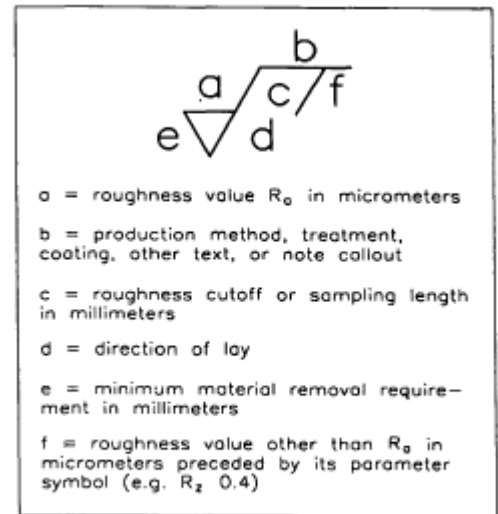 b
a c f
e d
a = roughness value Ra in micrometers
b = production method, treatment,
coating, other text, or note callout
c = roughness cutoff or sampling length
in millimeters
d = direction of lay
e = minimum material removal require-
ment in millimeters
f = roughness value other than Ra in
micrometers preceded by its parameter
symbol (e.g. Rz 0.4)